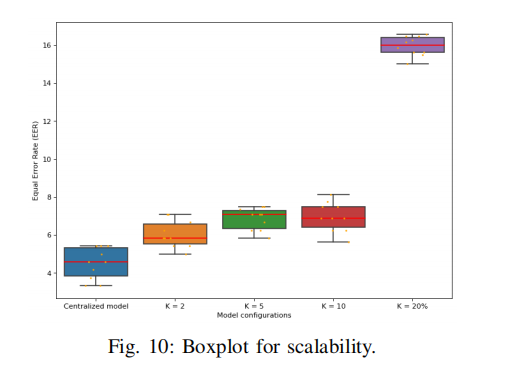 16
14
12
10
8
6
4
Equal Error Rate (EER)
Centralized model K = 2 K = 5 K = 10 K = 20%
Model configurations
Fig. 10: Boxplot for scalability.